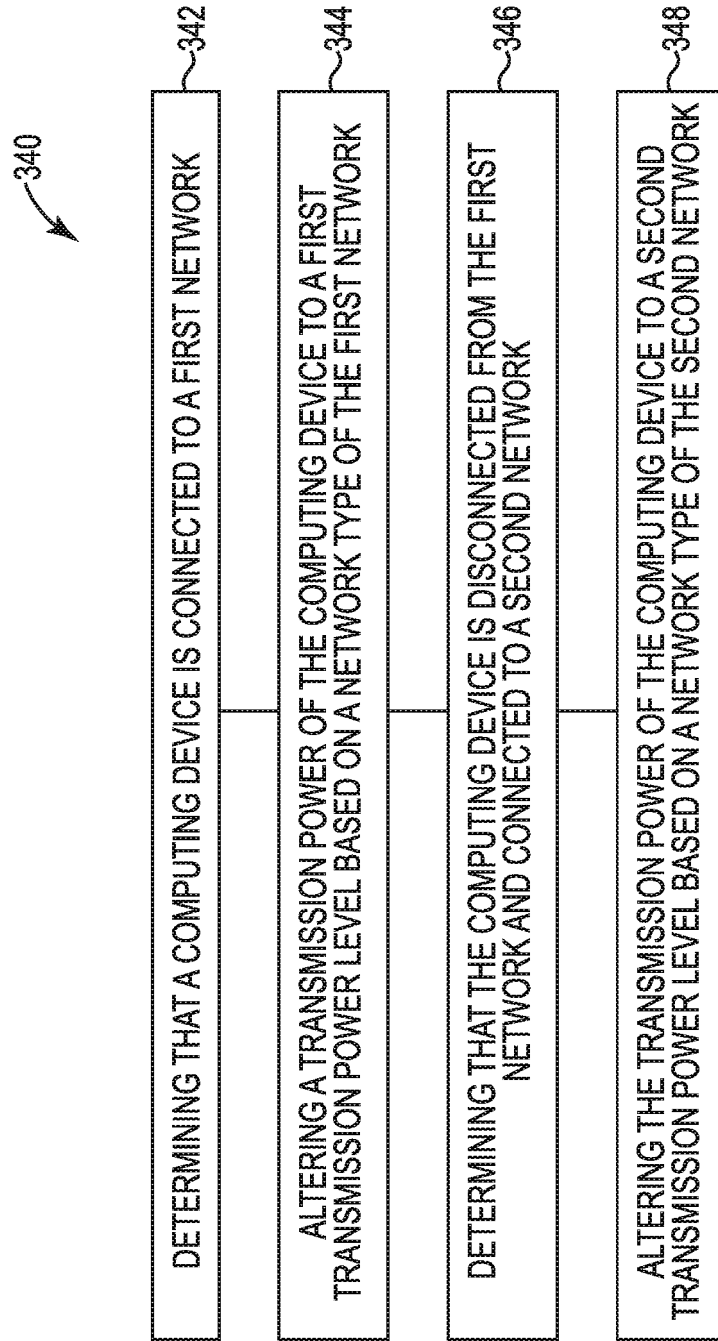 340
DETERMINING THAT A COMPUTING DEVICE IS CONNECTED TO A FIRST NETWORK
342
ALTERING A TRANSMISSION POWER OF THE COMPUTING DEVICE TO A FIRST
TRANSMISSION POWER LEVEL BASED ON A NETWORK TYPE OF THE FIRST NETWORK
344
DETERMINING THAT THE COMPUTING DEVICE IS DISCONNECTED FROM THE FIRST
NETWORK AND CONNECTED TO A SECOND NETWORK
346
ALTERING THE TRANSMISSION POWER OF THE COMPUTING DEVICE TO A SECOND
TRANSMISSION POWER LEVEL BASED ON A NETWORK TYPE OF THE SECOND NETWORK
348